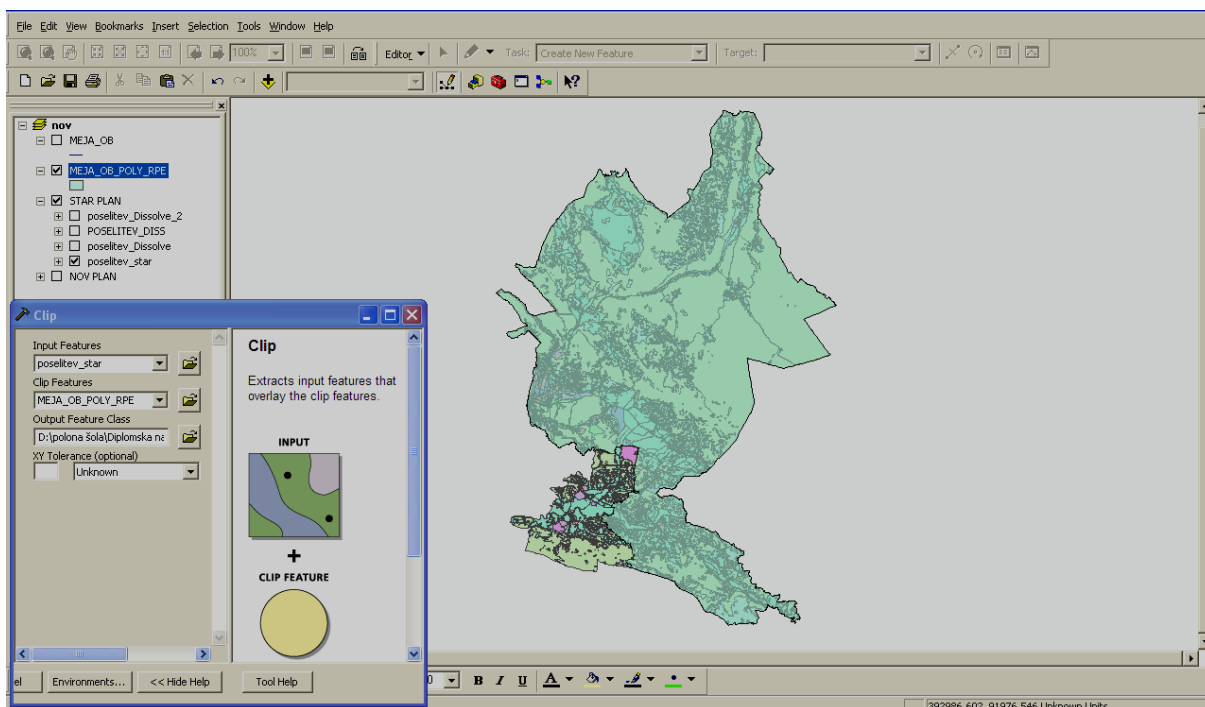 File Edit View Bookmarks Insert Selection Tools Window Help
100% Editor Task: Create New Feature Target:
nov
MEJA_OB
MEJA_OB_POLY_RPE
STAR PLAN
poselitev_Dissolve_2
POSELITEV_DISS
poselitev_Dissolve
poselitev_star
NOV PLAN
Clip
Input Features
poselitev_star
Clip Features
MEJA_OB_POLY_RPE
Output Feature Class
D:\polona šola\Diplomska na
XY Tolerance (optional)
Unknown
Clip
Extracts input features that
overlay the clip features.
INPUT
+
CLIP FEATURE
el Environments... << Hide Help Tool Help
0 B I U A
392986,602 91976,546 Unknown Units